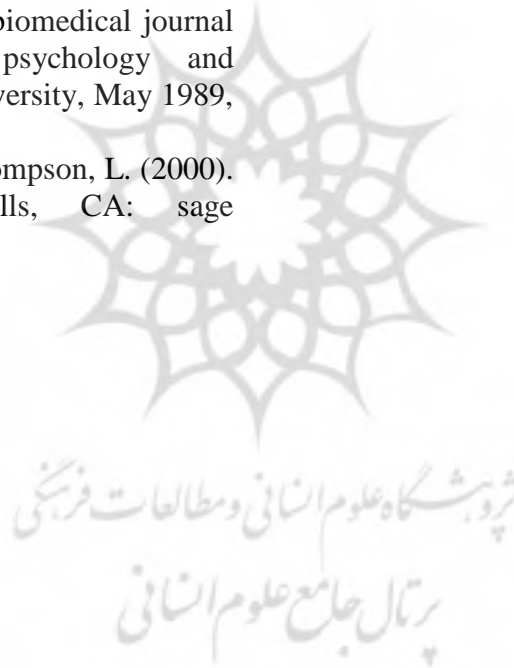 biomedical journal
psychology and
versity, May 1989,
ompson, L. (2000).
lls, CA: sage
پژوهشگاه علوم انسانی و مطالعات فرهنگی
پرتال جامع علوم انسانی